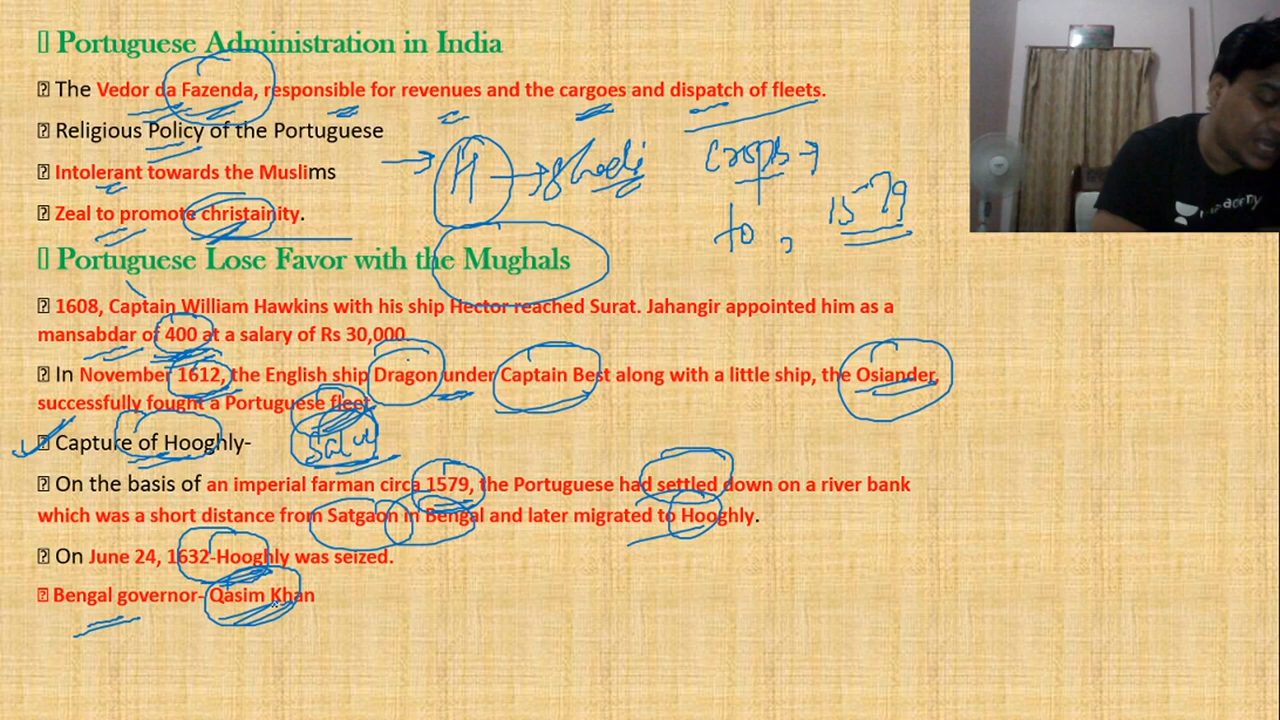 Portuguese Administration in India
The Vedor da Fazenda, responsible for revenues and the cargoes and dispatch of fleets.
Religious Policy of the Portuguese
Intolerant towards the Muslims
Zeal to promote christainity.
H
to,
1579
Portuguese Lose Favor with the Mughals
1608, Captain William Hawkins with his ship Hector reached Surat. Jahangir appointed him as a
mansabdar of 400 at a salary of Rs 30,000.
In November 1612, the English ship Dragon under Captain Best along with a little ship, the Osiander,
successfully fought a Portuguese fleet.
Capture of Hooghly-
On the basis of an imperial farman circa 1579, the Portuguese had settled down on a river bank
which was a short distance from Satgaon in Bengal and later migrated to Hooghly.
On June 24, 1632-Hooghly was seized.
Bengal governor- Qasim Khan